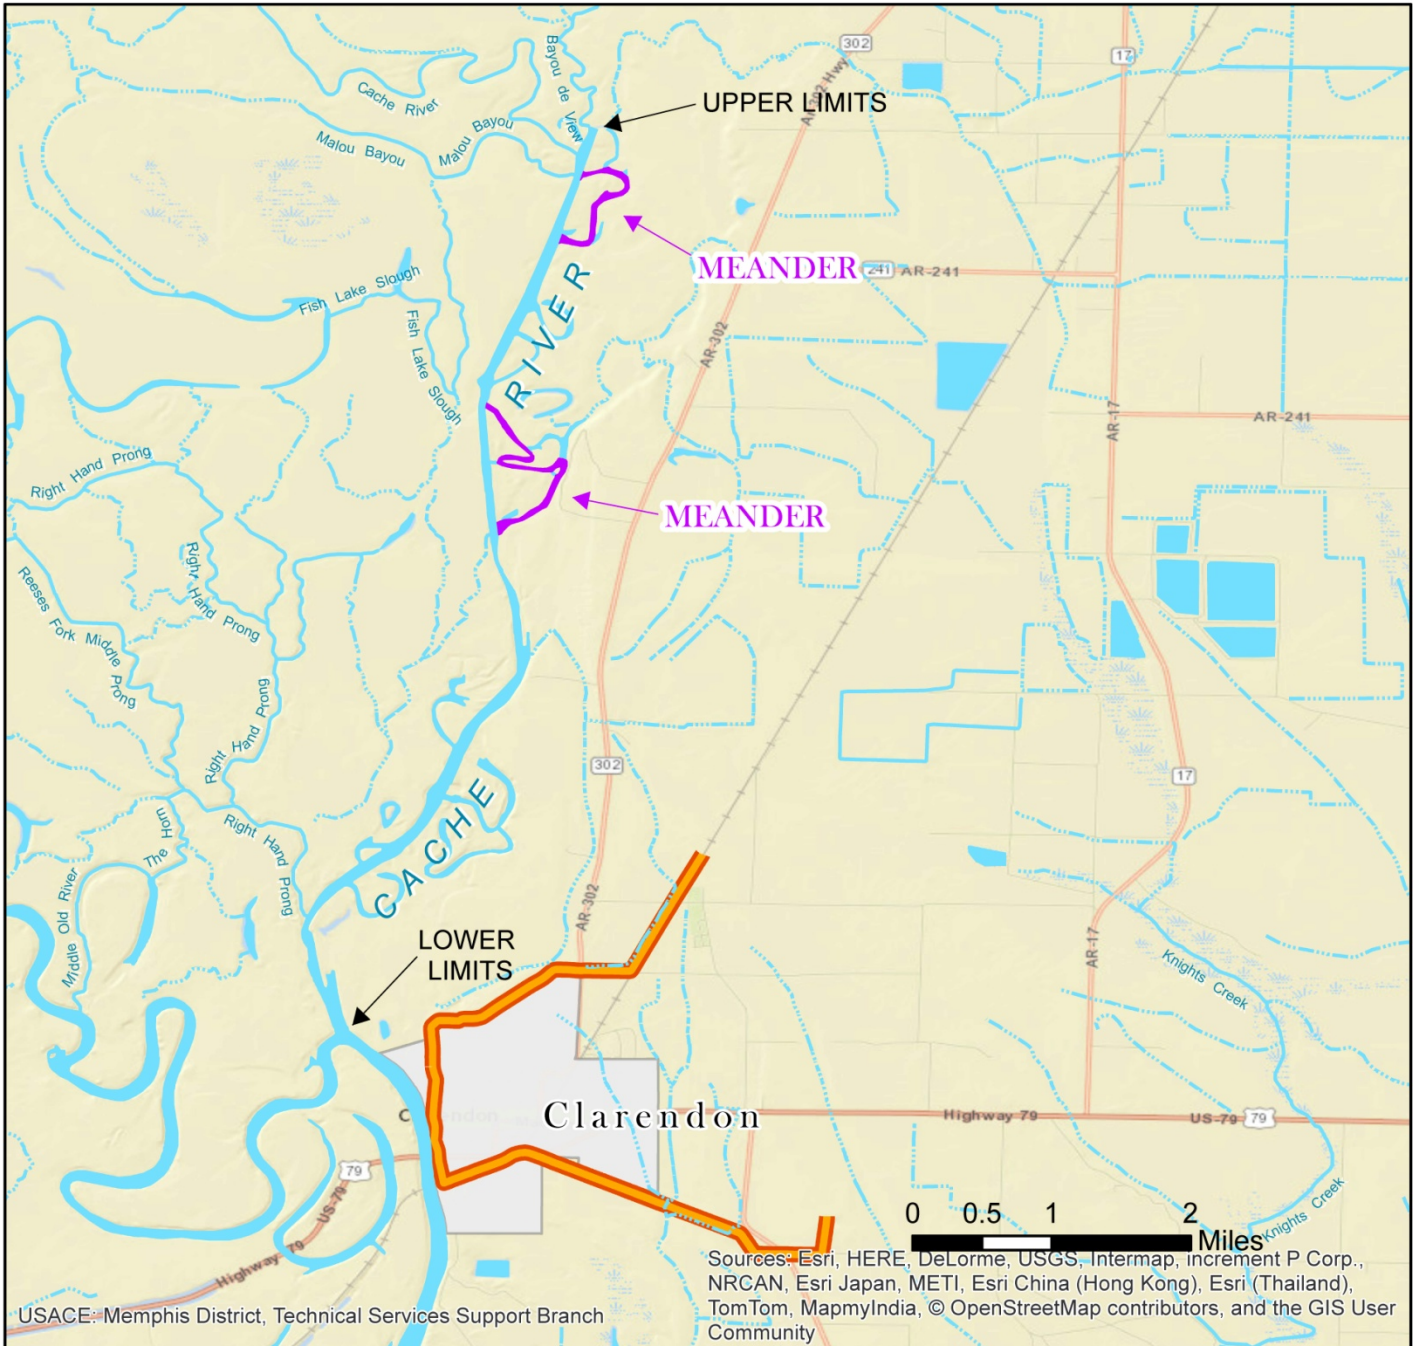 302
17
Bayou de View
Cache River
UPPER LIMITS
AR-302 Hwy
Malou Bayou
Malou Bayou
MEANDER
241
AR-241
RIVER
Fish Lake Slough
Fish Lake Slough
AR-302
AR-17
AR-241
Right Hand Prong
MEANDER
Right Hand Prong
Reeses Fork Middle Prong
Right Hand Prong
302
17
CACHE
The Horn
Right Hand Prong
Middle Old River
AR-302
LOWER
LIMITS
AR-17
Knights Creek
Clarendon
Highway 79
US-79
79
79
US-79
Highway 79
Knights Creek
0 0.5 1 2
Miles
Sources: Esri, HERE, DeLorme, USGS, Intermap, increment P Corp.,
NRCAN, Esri Japan, METI, Esri China (Hong Kong), Esri (Thailand),
TomTom, MapmyIndia, © OpenStreetMap contributors, and the GIS User
Community
USACE: Memphis District, Technical Services Support Branch